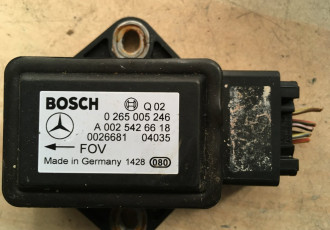 BOSCH Q 02
0 265 005 246
A 002 542 66 18
0026681 04035
FOV
Made in Germany 1428 080